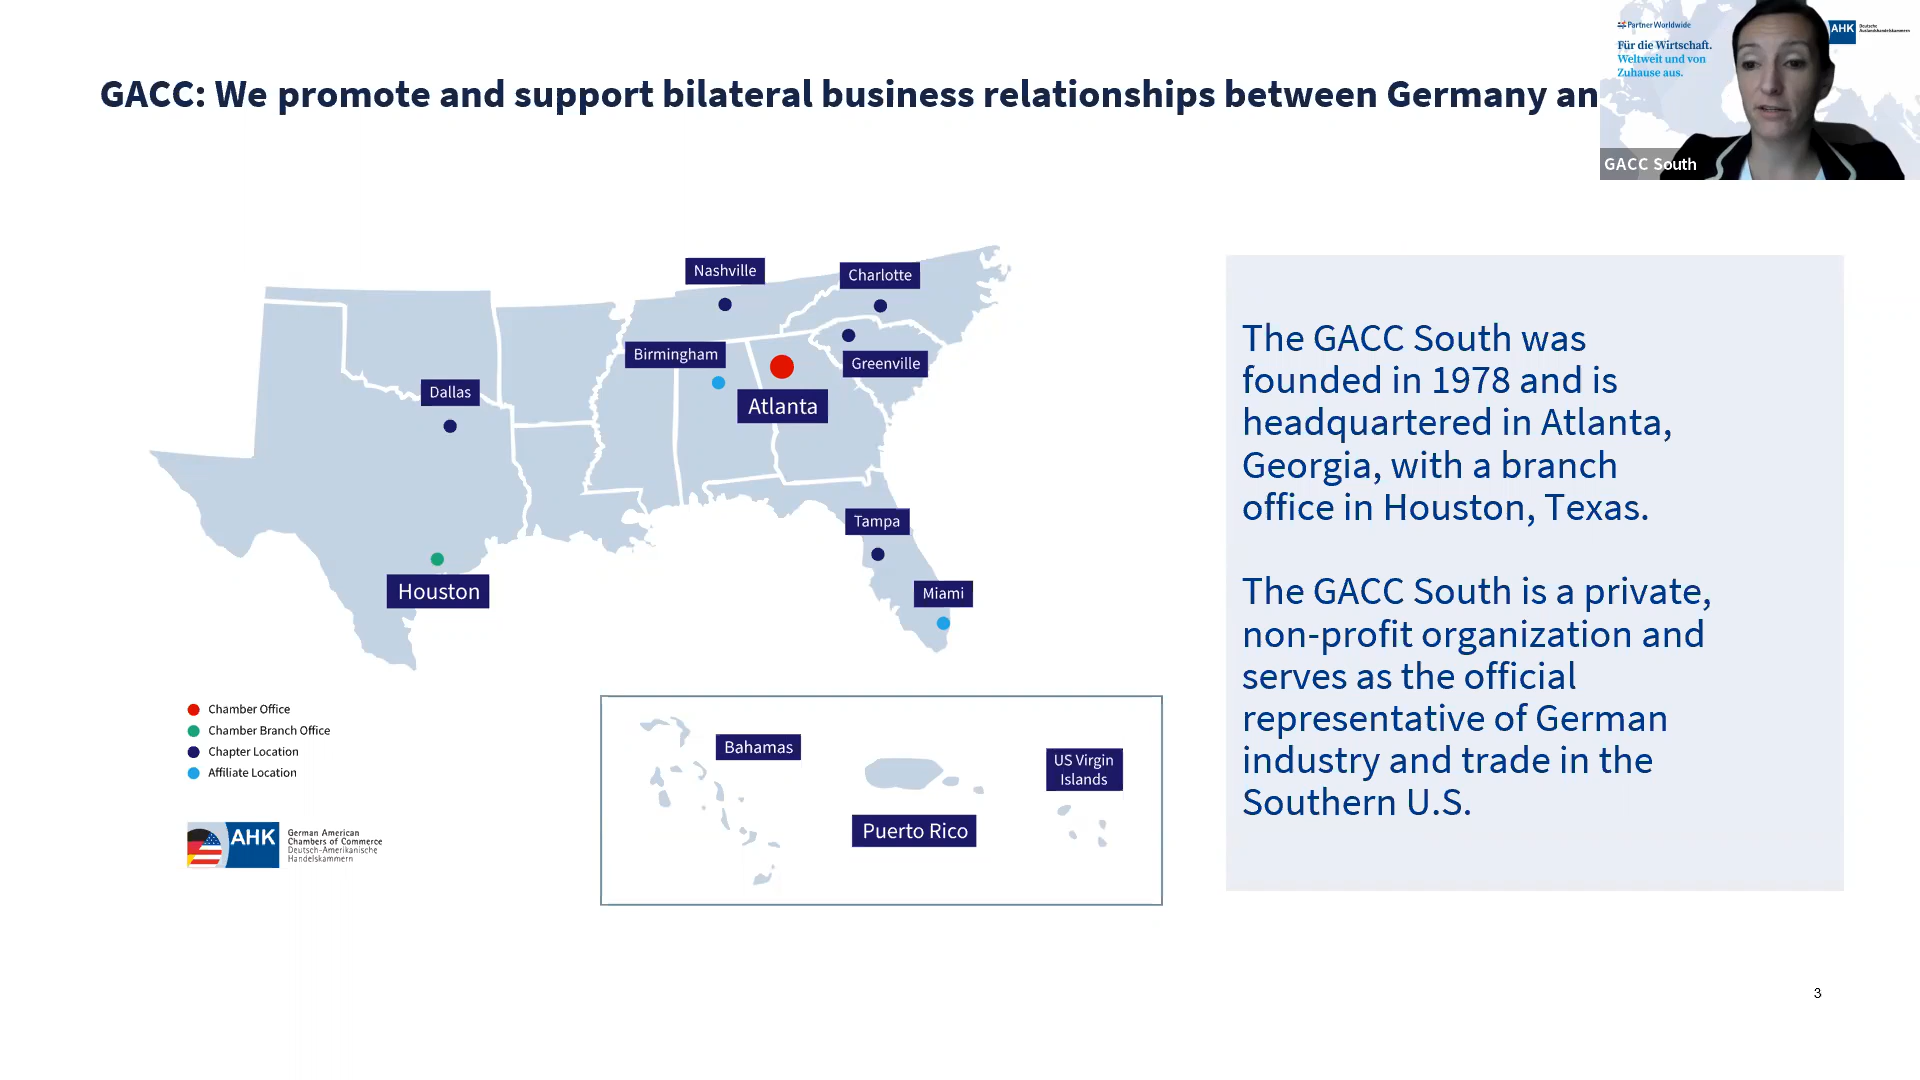 GACC: We promote and support bilateral business relationships between Germany an
Partner Worldwide
Für die Wirtschaft.
Weltweit und von
Zuhause aus.
AHK
Deutsche
Auslandshandelskammern
GACC South
Nashville
Charlotte
Birmingham
Greenville
Dallas
Atlanta
Tampa
Houston
Miami
Chamber Office
Chamber Branch Office
Chapter Location
Affiliate Location
AHK
German American
Chambers of Commerce
Deutsch-Amerikanische
Handelskammern
Bahamas
US Virgin
Islands
Puerto Rico
The GACC South was
founded in 1978 and is
headquartered in Atlanta,
Georgia, with a branch
office in Houston, Texas.
The GACC South is a private,
non-profit organization and
serves as the official
representative of German
industry and trade in the
Southern U.S.
3